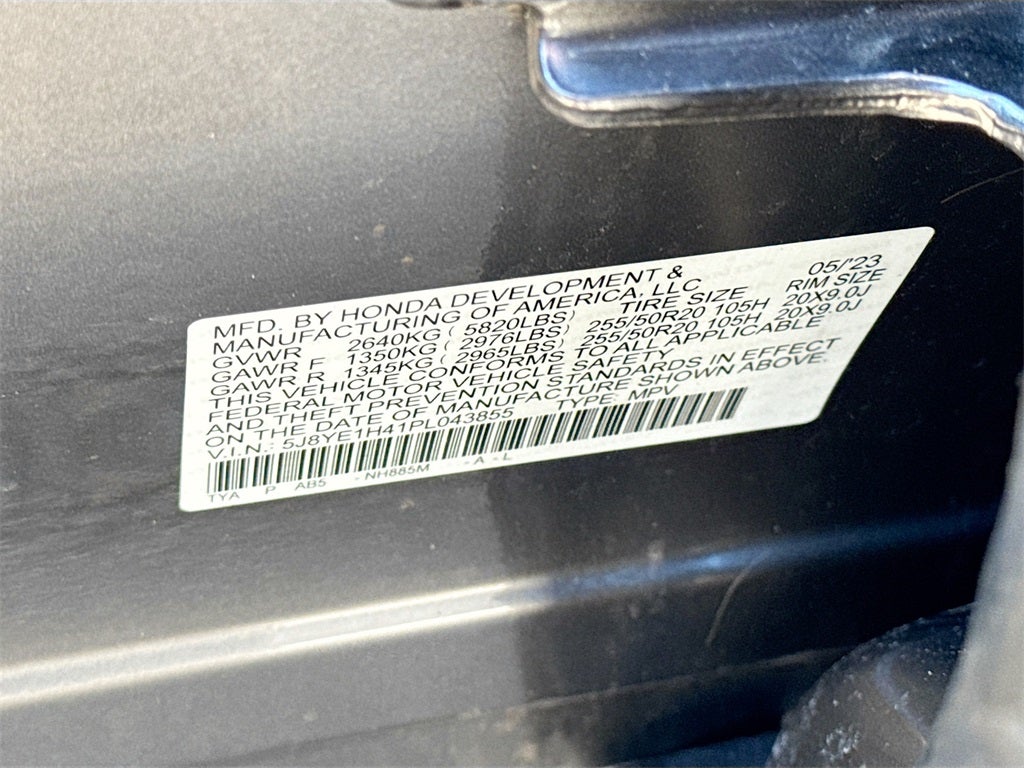 MFD. BY HONDA DEVELOPMENT & 05/'23
MANUFACTURING OF AMERICA, LLC
GVWR 2640KG( 5820LBS) TIRE SIZE RIM SIZE
GAWR F 1350KG( 2976LBS) 255/50R20 105H 20X9.0J
GAWR R 1345KG( 2965LBS) 255/50R20 105H 20X9.0J
THIS VEHICLE CONFORMS TO ALL APPLICABLE
FEDERAL MOTOR VEHICLE SAFETY
AND THEFT PREVENTION STANDARDS IN EFFECT
ON THE DATE OF MANUFACTURE SHOWN ABOVE.
V.I.N.: 5J8YE1H41PL043855 TYPE: MPV
TYA P AB5 -NH885M -A-L